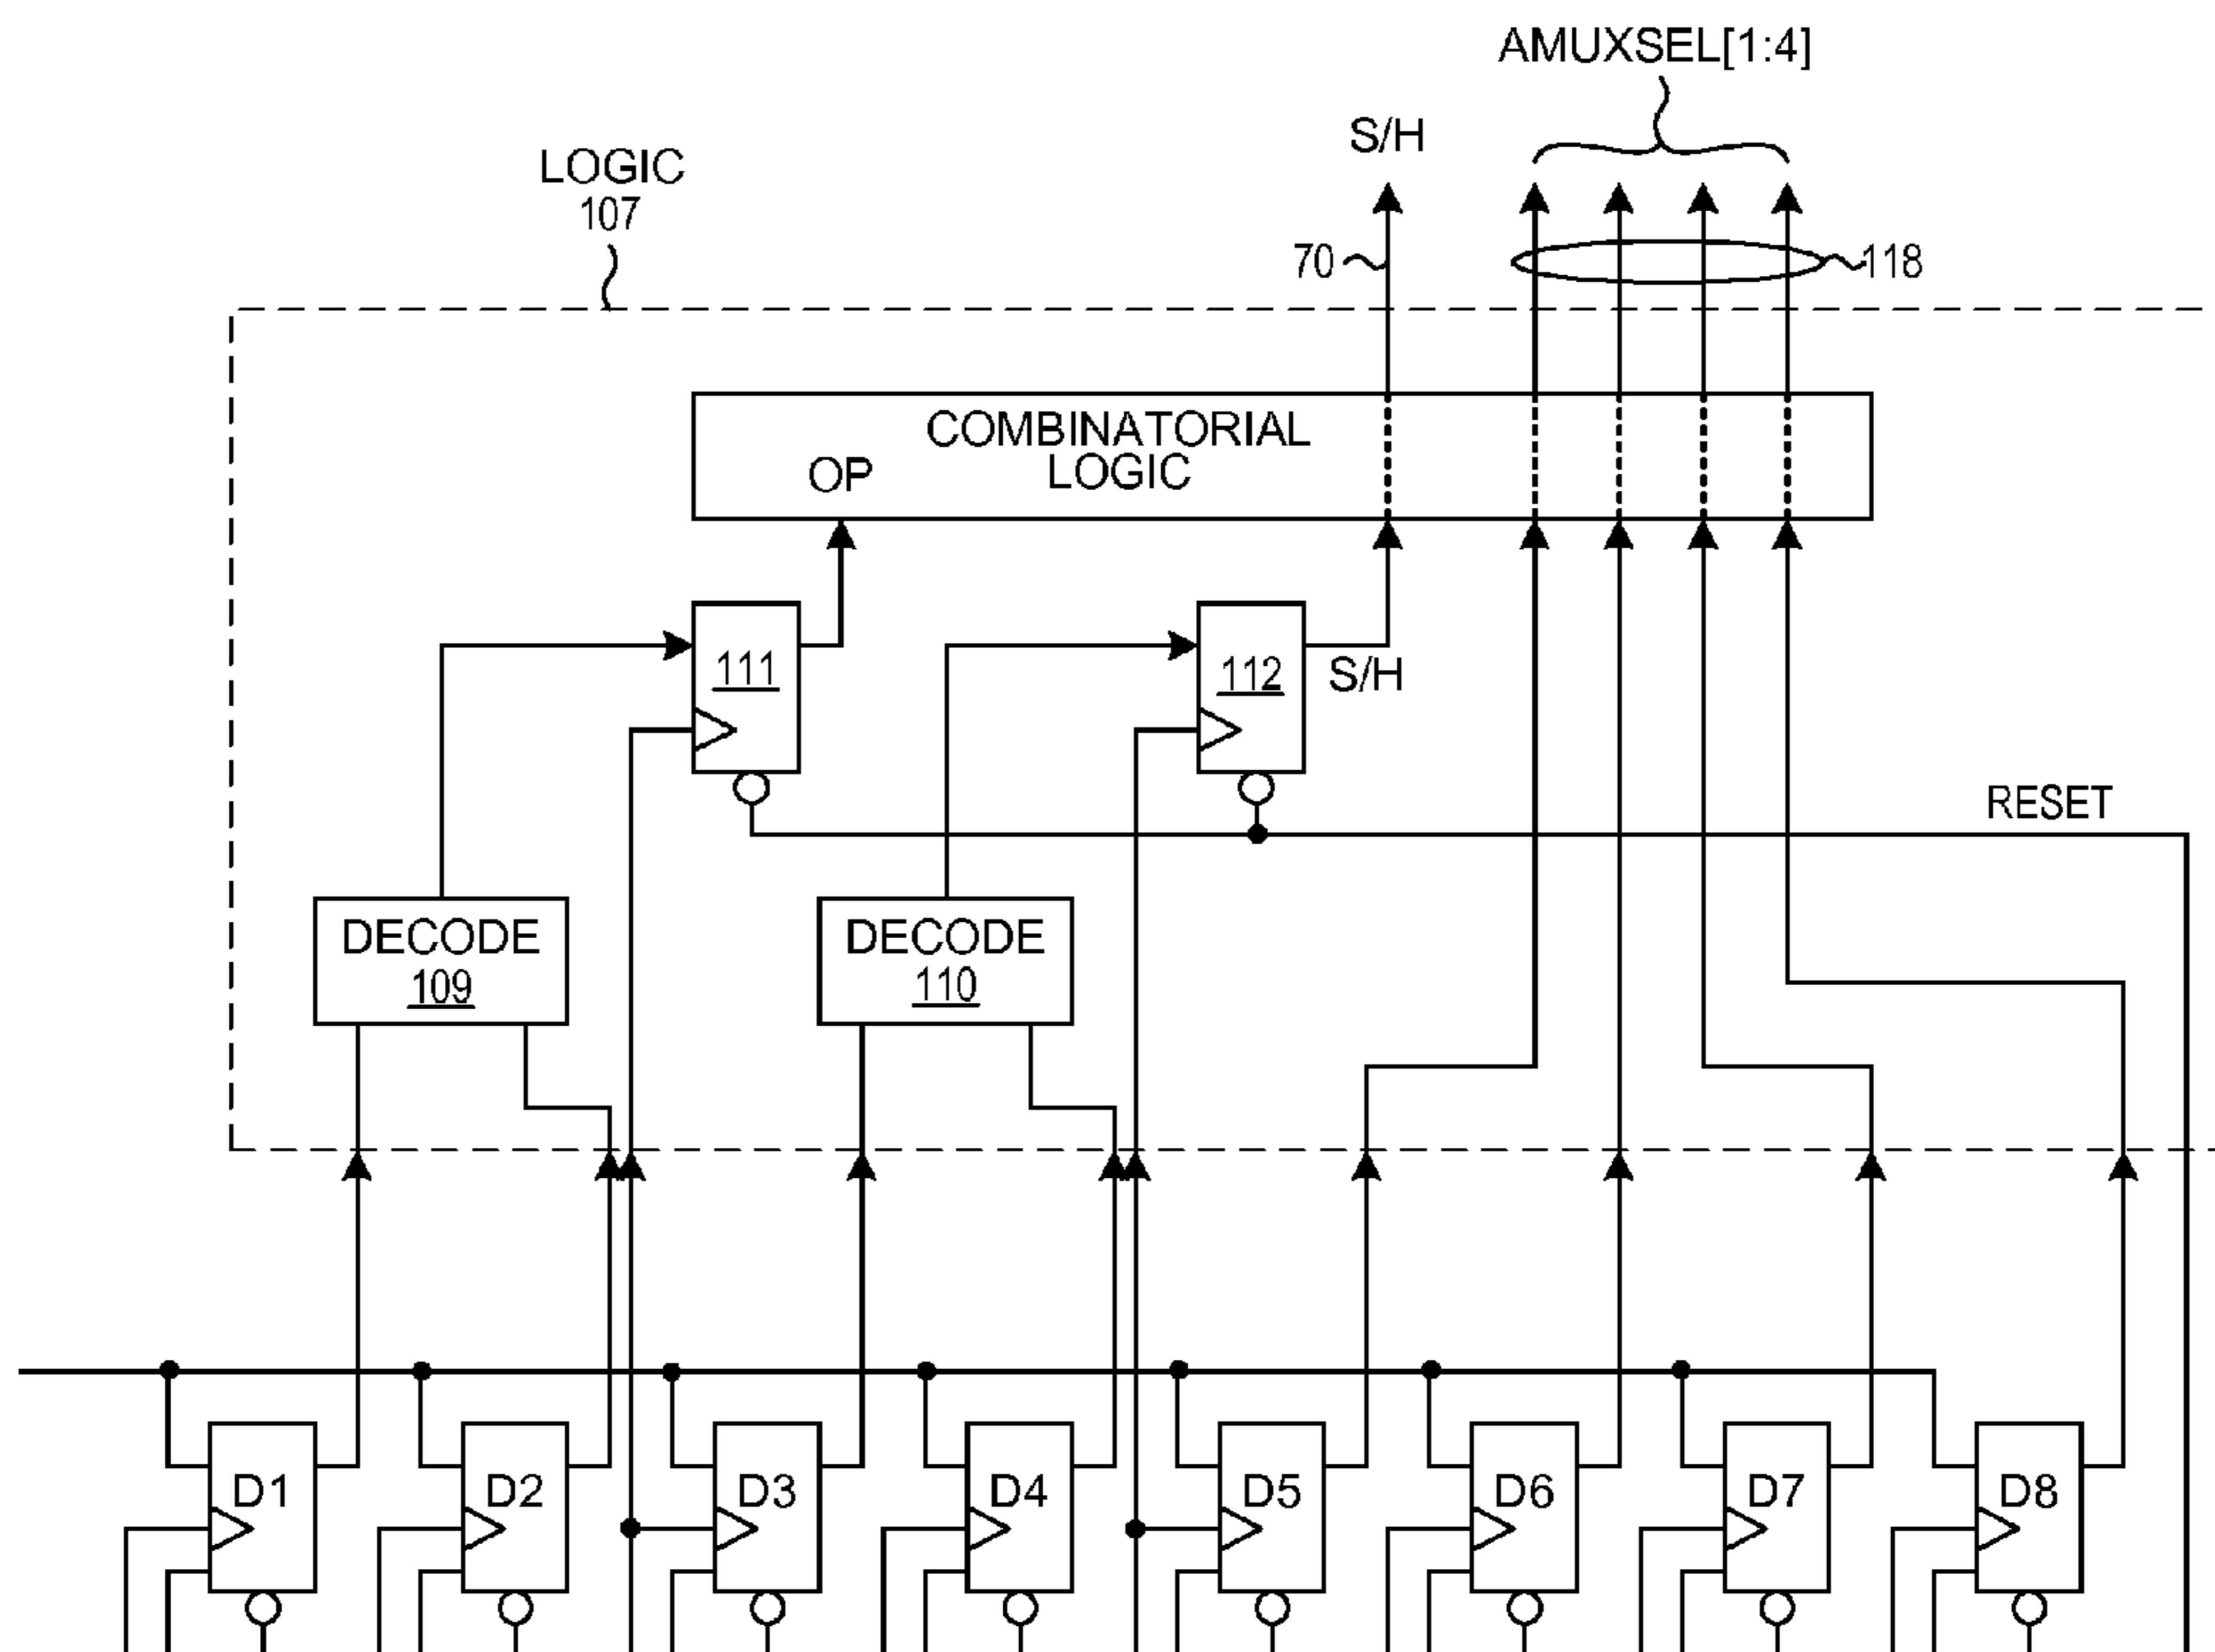 AMUXSEL[1:4]
S/H
LOGIC
107
70
118
COMBINATORIAL
LOGIC
OP
111
112
S/H
RESET
DECODE
109
DECODE
110
D1
D2
D3
D4
D5
D6
D7
D8